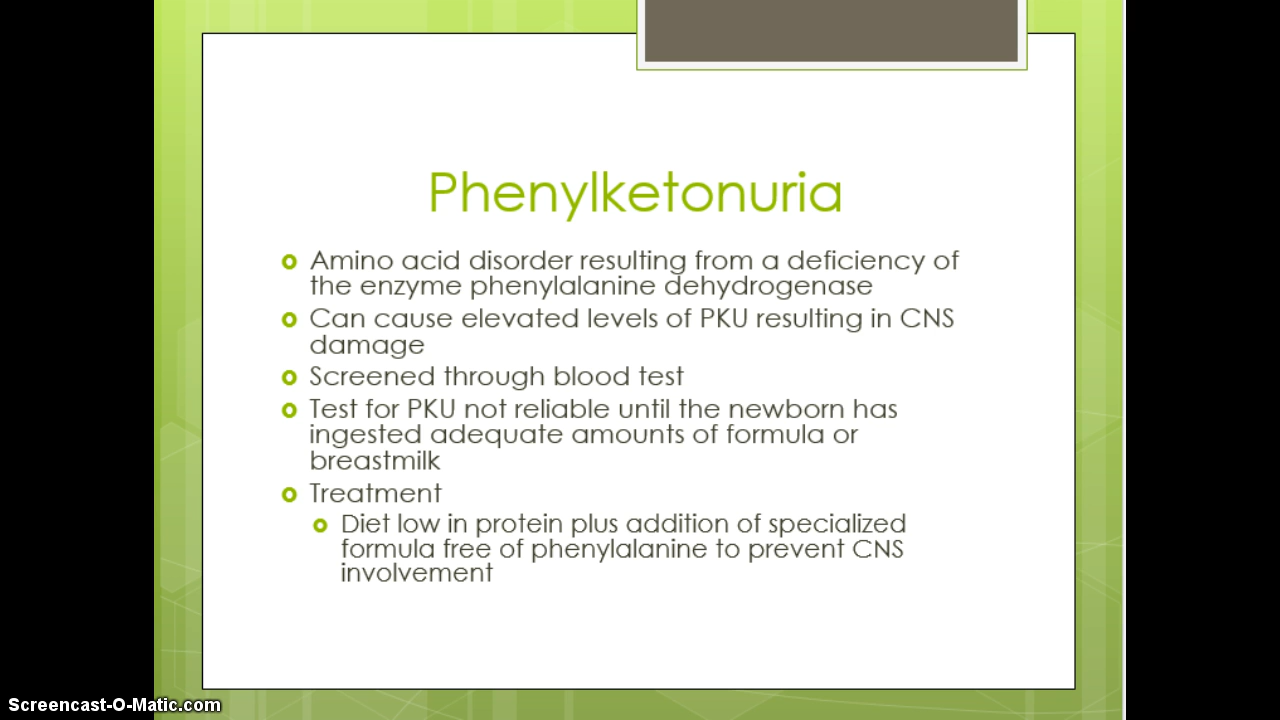 Phenylketonuria
Amino acid disorder resulting from a deficiency of
the enzyme phenylalanine dehydrogenase
Can cause elevated levels of PKU resulting in CNS
damage
Screened through blood test
Test for PKU not reliable until the newborn has
ingested adequate amounts of formula or
breastmilk
Treatment
Diet low in protein plus addition of specialized
formula free of phenylalanine to prevent CNS
involvement
Screencast-O-Matic.com